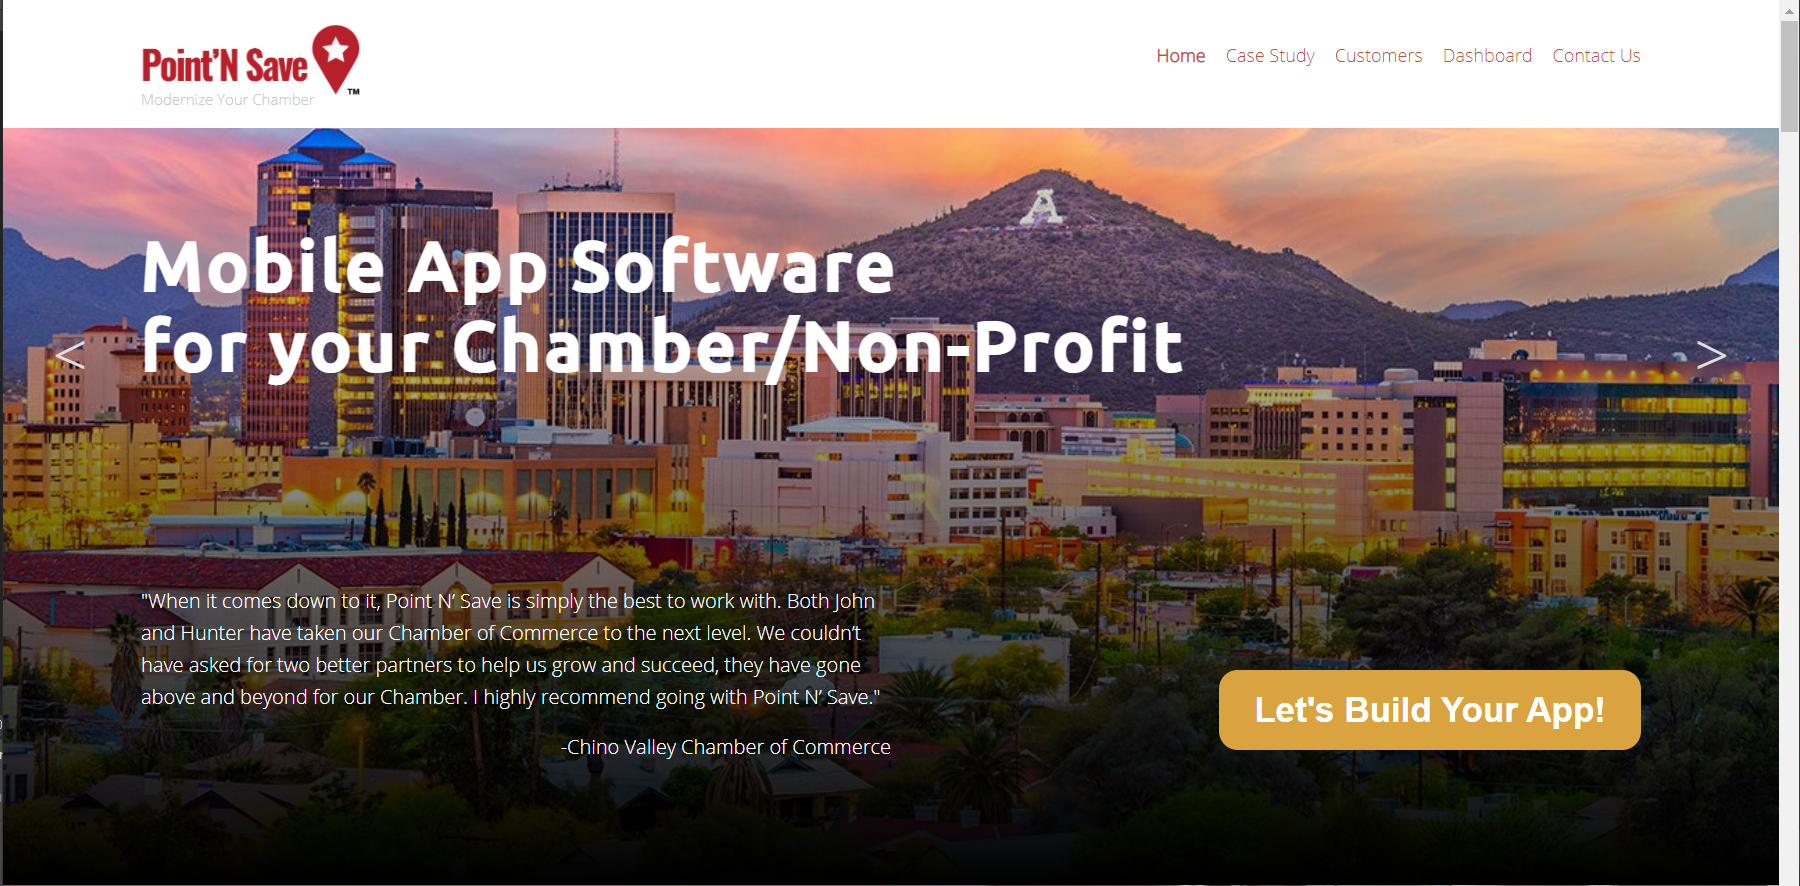 Point'N Save
TM
Modernize Your Chamber
Home Case Study Customers Dashboard Contact Us
A
Mobile App Software
for your Chamber/Non-Profit
< >
"When it comes down to it, Point N’ Save is simply the best to work with. Both John
and Hunter have taken our Chamber of Commerce to the next level. We couldn’t
have asked for two better partners to help us grow and succeed, they have gone
above and beyond for our Chamber. I highly recommend going with Point N’ Save."
Let's Build Your App!
-Chino Valley Chamber of Commerce